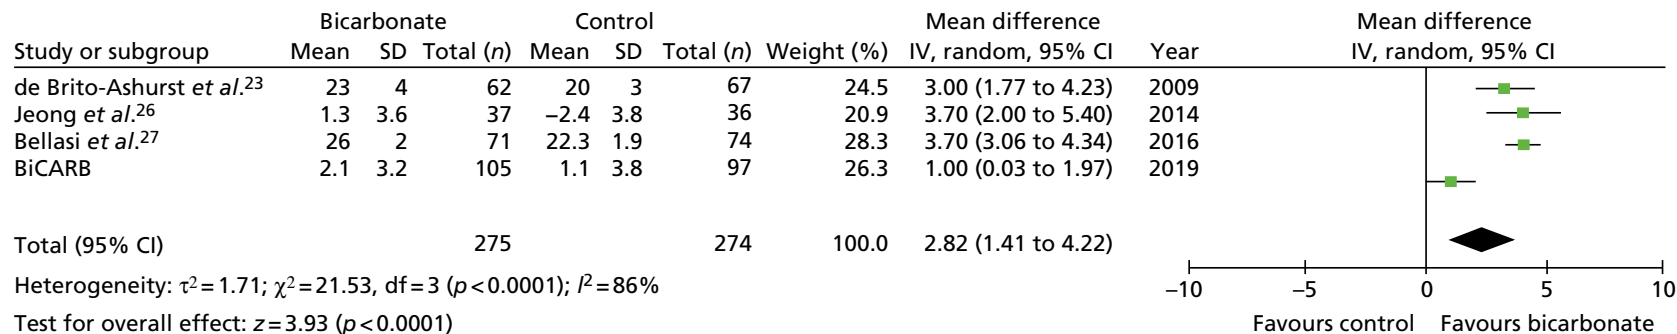 Bicarbonate Control Mean difference Mean difference
Study or subgroup Mean SD Total (n) Mean SD Total (n) Weight (%) IV, random, 95% CI Year IV, random, 95% CI
de Brito-Ashurst et al.23 23 4 62 20 3 67 24.5 3.00 (1.77 to 4.23) 2009
Jeong et al.26 1.3 3.6 37 −2.4 3.8 36 20.9 3.70 (2.00 to 5.40) 2014
Bellasi et al.27 26 2 71 22.3 1.9 74 28.3 3.70 (3.06 to 4.34) 2016
BiCARB 2.1 3.2 105 1.1 3.8 97 26.3 1.00 (0.03 to 1.97) 2019
Total (95% CI) 275 274 100.0 2.82 (1.41 to 4.22)
Heterogeneity: τ2 = 1.71; χ2 = 21.53, df = 3 (p < 0.0001); I2 = 86%
−10 −5 0 5 10
Test for overall effect: z = 3.93 (p < 0.0001) Favours control Favours bicarbonate